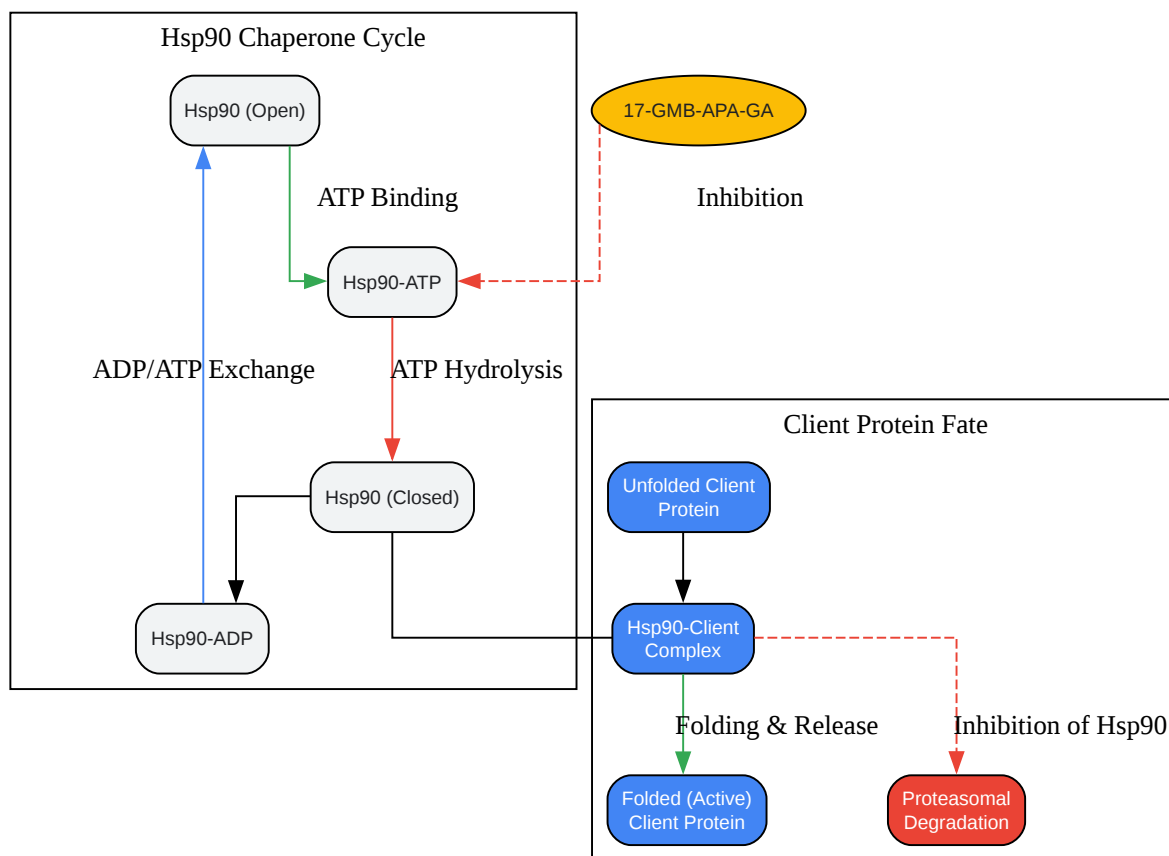 Hsp90 Chaperone Cycle
Hsp90 (Open)
17-GMB-APA-GA
ATP Binding
Inhibition
Hsp90-ATP
ADP/ATP Exchange
ATP Hydrolysis
Client Protein Fate
Hsp90 (Closed)
Unfolded Client
Protein
Hsp90-ADP
Hsp90-Client
Complex
Folding & Release
Inhibition of Hsp90
Folded (Active)
Client Protein
Proteasomal
Degradation